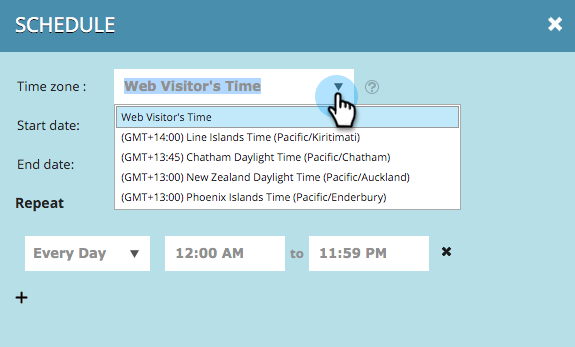 SCHEDULE
Time zone :
Web Visitor's Time
?
Web Visitor's Time
(GMT+14:00) Line Islands Time (Pacific/Kiritimati)
Start date:
(GMT+13:45) Chatham Daylight Time (Pacific/Chatham)
End date:
(GMT+13:00) New Zealand Daylight Time (Pacific/Auckland)
(GMT+13:00) Phoenix Islands Time (Pacific/Enderbury)
Repeat
Every Day 12:00 AM to 11:59 PM